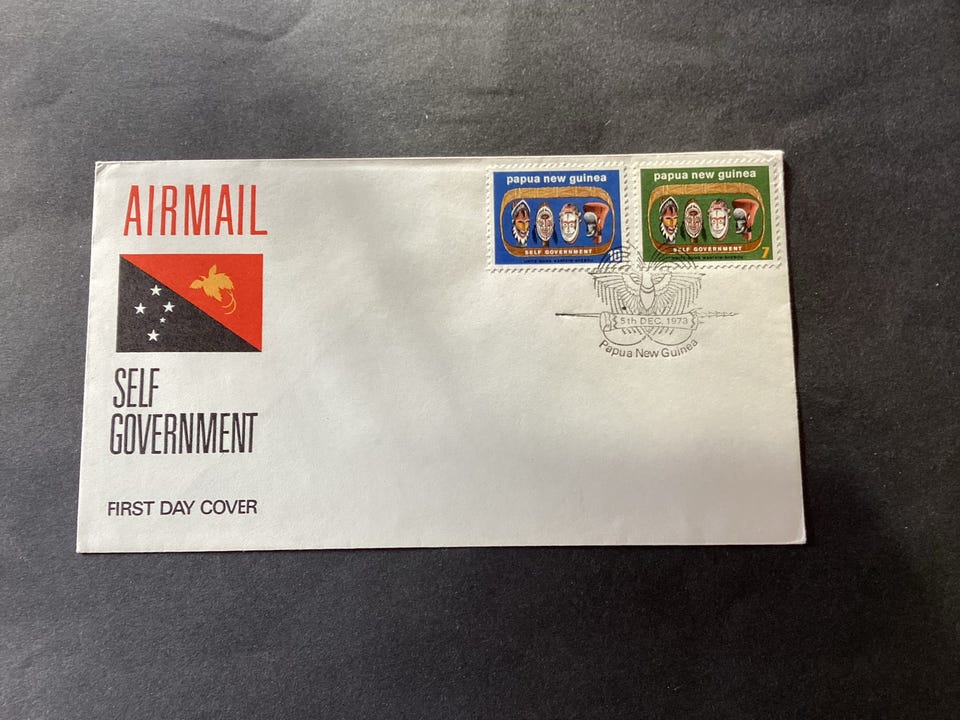 AIRMAIL
SELF
GOVERNMENT
FIRST DAY COVER
papua new guinea
10
SELF GOVERNMENT
papua new guinea
SELF GOVERNMENT
7
5th DEC. 1973
Papua New Guinea